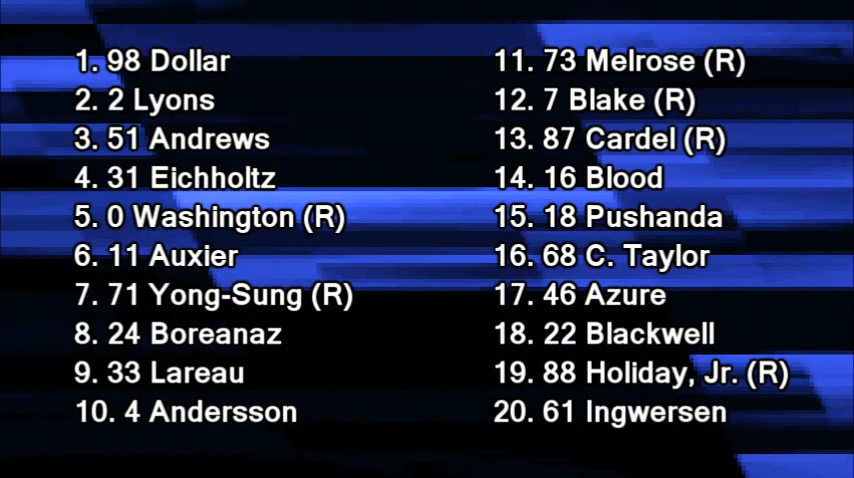 1. 98 Dollar
2. 2 Lyons
3. 51 Andrews
4. 31 Eichholtz
5. 0 Washington (R)
6. 11 Auxier
7. 71 Yong-Sung (R)
8. 24 Boreanaz
9. 33 Lareau
10. 4 Andersson
11. 73 Melrose (R)
12. 7 Blake (R)
13. 87 Cardel (R)
14. 16 Blood
15. 18 Pushanda
16. 68 C. Taylor
17. 46 Azure
18. 22 Blackwell
19. 88 Holiday, Jr. (R)
20. 61 Ingwersen